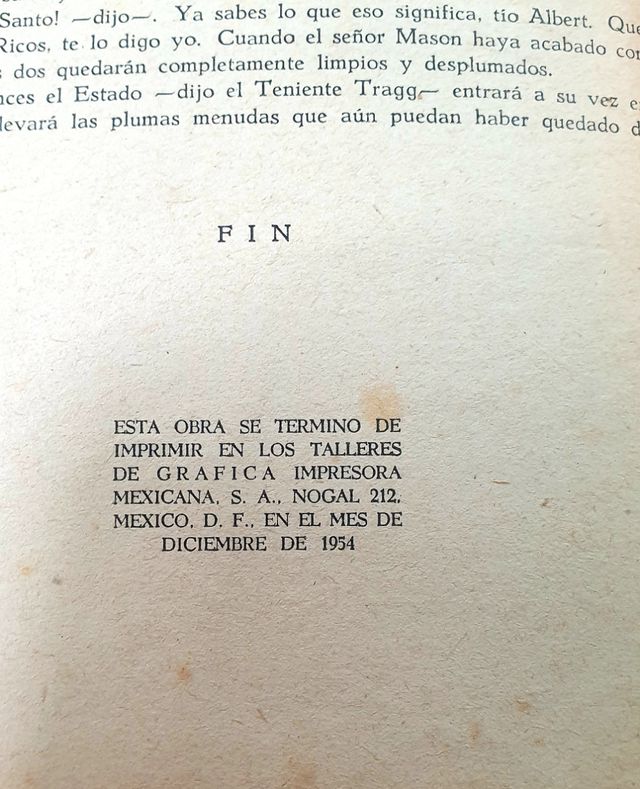 Santo! —dijo—. Ya sabes lo que eso significa, tío Albert.
Ricos, te lo digo yo. Cuando el señor Mason haya acabado con
dos quedarán completamente limpios y desplumados.
el Estado —dijo el Teniente Tragg— entrará a su vez
las plumas menudas que aún puedan haber quedado
FIN
ESTA OBRA SE TERMINO DE
IMPRIMIR EN LOS TALLERES
DE GRAFICA IMPRESORA
MEXICANA, S. A., NOGAL 212,
MEXICO, D. F., EN EL MES DE
DICIEMBRE DE 1954